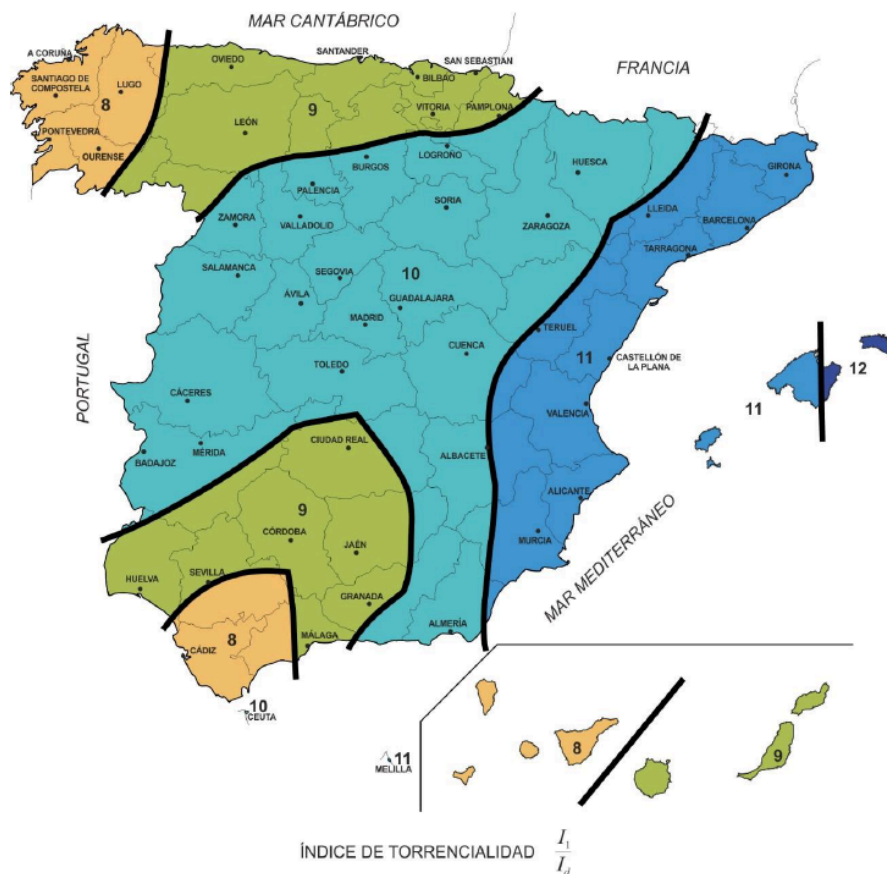 MAR CANTÁBRICO
A CORUÑA
SANTIAGO DE
COMPOSTELA
LUGO
8
PONTEVEDRA
OURENSE
OVIEDO
SANTANDER
BILBAO
SAN SEBASTIAN
FRANCIA
LEÓN
9
VITORIA
PAMPLONA
LOGROÑO
BURGOS
PALENCIA
HUESCA
GIRONA
LLEIDA
BARCELONA
ZAMORA
VALLADOLID
SORIA
ZARAGOZA
TARRAGONA
SALAMANCA
SEGOVIA
10
ÁVILA
GUADALAJARA
MADRID
TERUEL
PORTUGAL
TOLEDO
CUENCA
11
CASTELLÓN DE
LA PLANA
12
11
CÁCERES
VALENCIA
BADAJOZ
MÉRIDA
CIUDAD REAL
ALBACETE
ALICANTE
MAR MEDITERRÁNEO
9
CÓRDOBA
JAÉN
MURCIA
HUELVA
SEVILLA
GRANADA
8
CÁDIZ
MÁLAGA
ALMERÍA
10
CEUTA
11
MELILLA
8
9
ÍNDICE DE TORRENCIALIDAD I₁/I_d